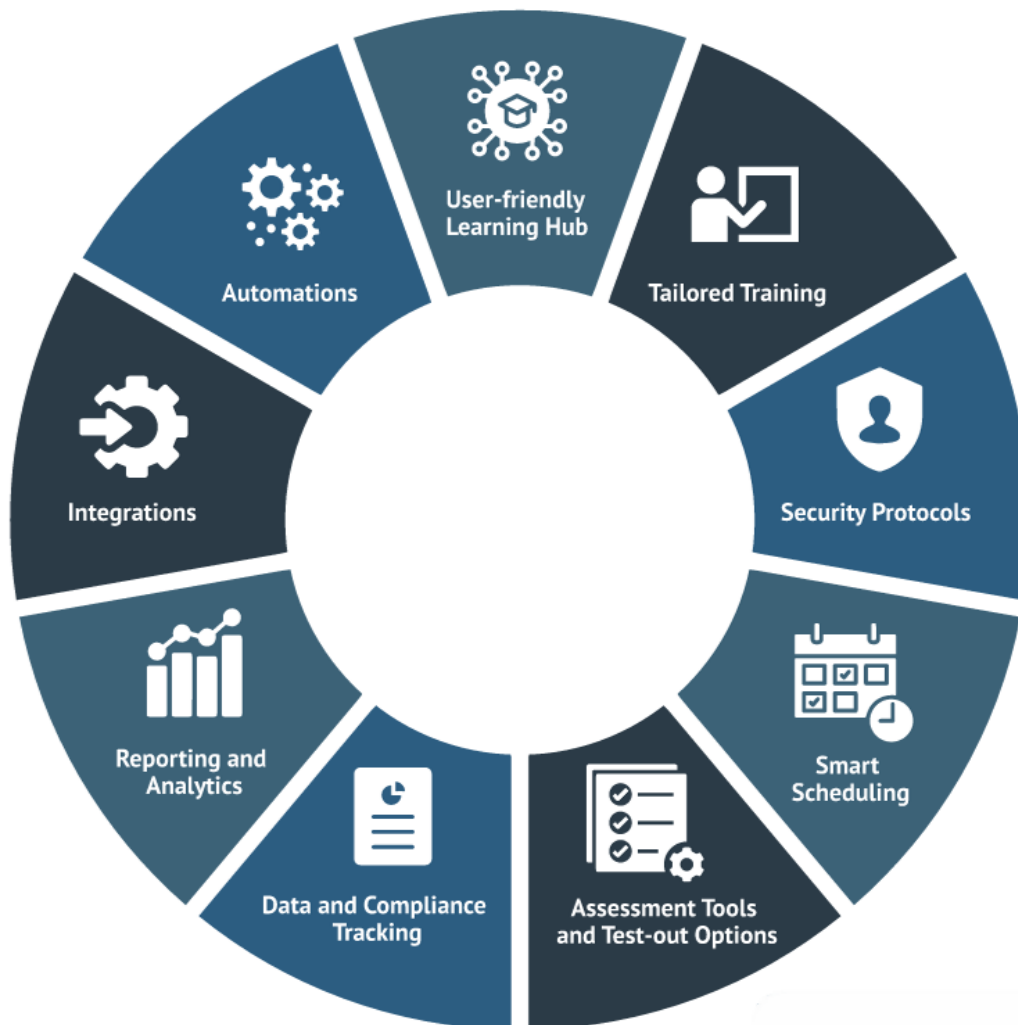 User-friendly
Learning Hub
Tailored Training
Security Protocols
Smart
Scheduling
Assessment Tools
and Test-out Options
Data and Compliance
Tracking
Reporting and
Analytics
Integrations
Automations